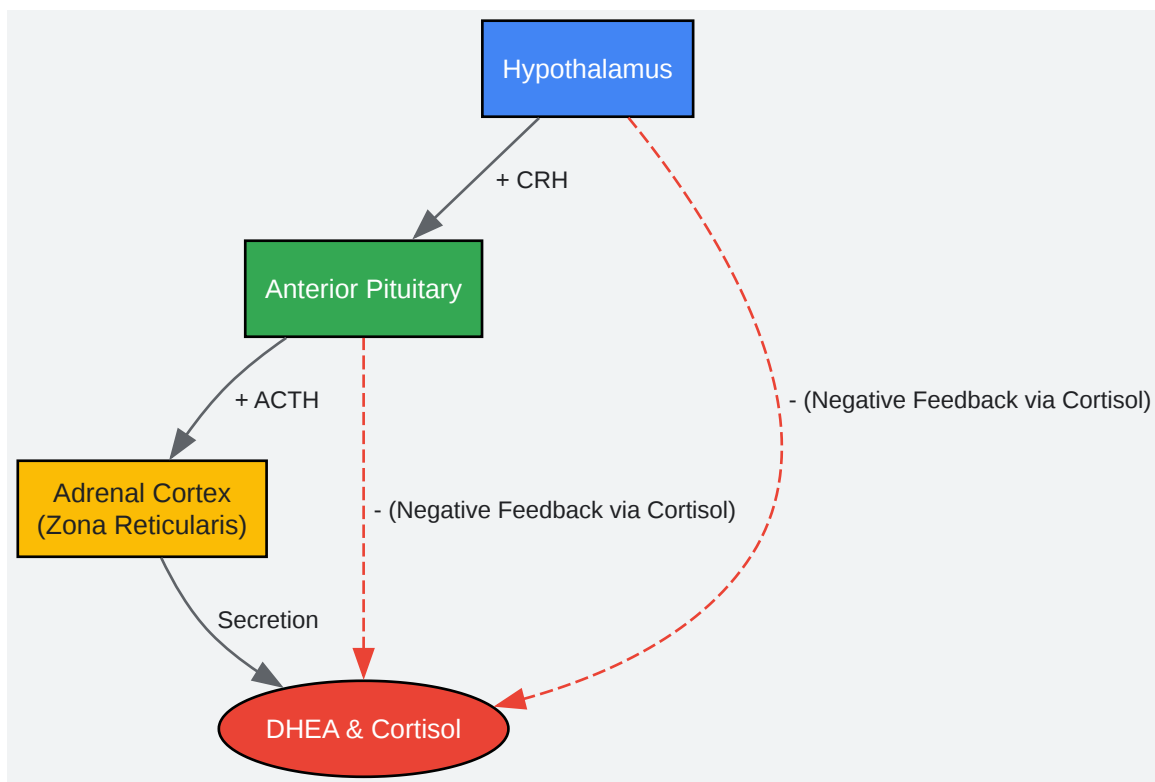 Hypothalamus
+ CRH
Anterior Pituitary
+ ACTH
- (Negative Feedback via Cortisol)
Adrenal Cortex
(Zona Reticularis)
- (Negative Feedback via Cortisol)
Secretion
DHEA & Cortisol